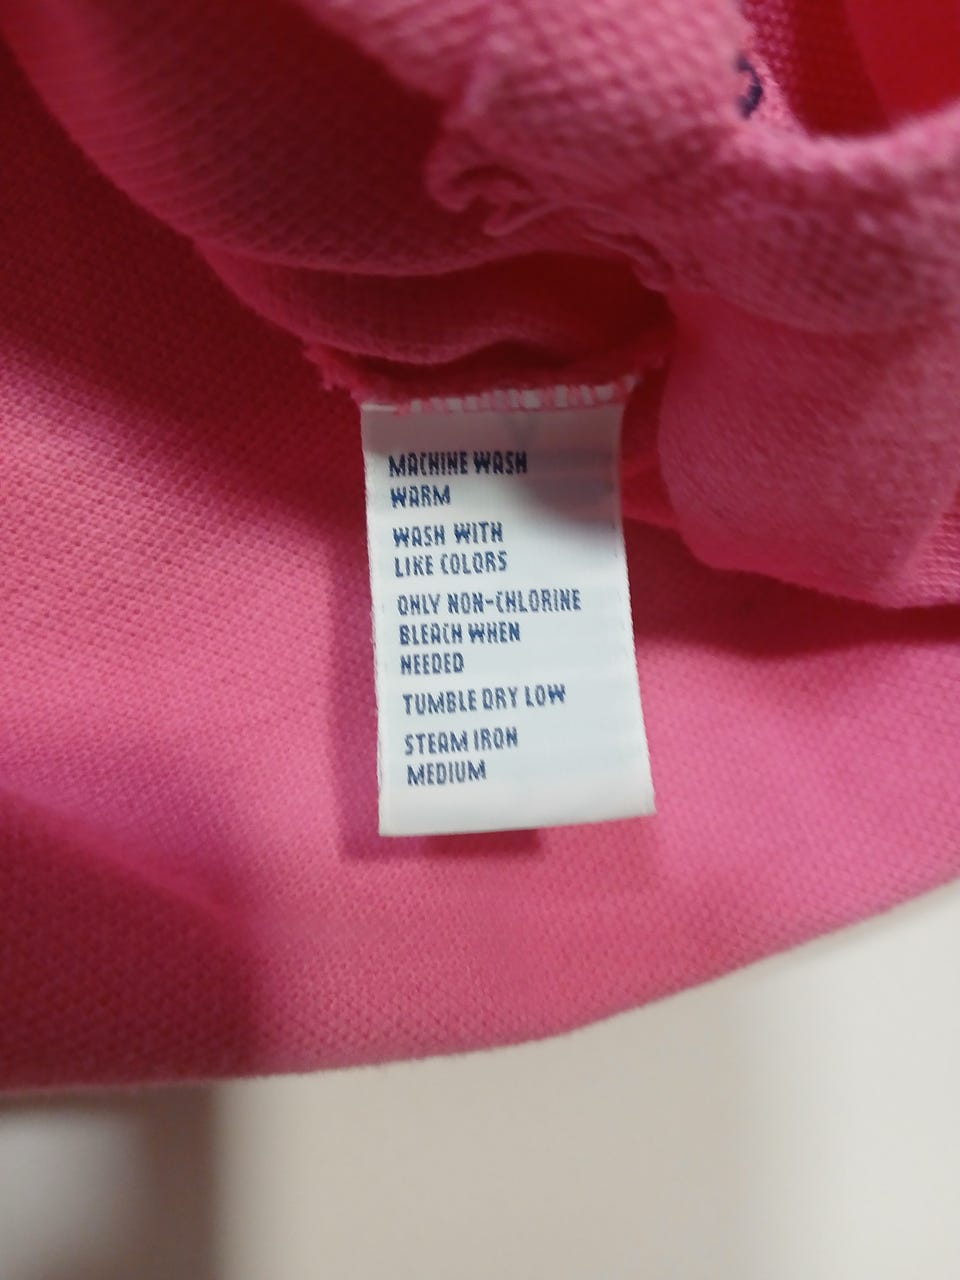 MACHINE WASH
WARM
WASH WITH
LIKE COLORS
ONLY NON-CHLORINE
BLEACH WHEN
NEEDED
TUMBLE DRY LOW
STEAM IRON
MEDIUM